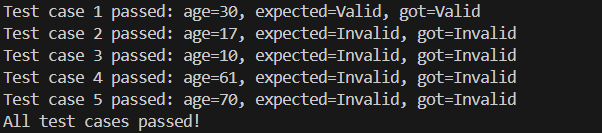 Test case 1 passed: age=30, expected=Valid, got=Valid
Test case 2 passed: age=17, expected=Invalid, got=Invalid
Test case 3 passed: age=10, expected=Invalid, got=Invalid
Test case 4 passed: age=61, expected=Invalid, got=Invalid
Test case 5 passed: age=70, expected=Invalid, got=Invalid
All test cases passed!